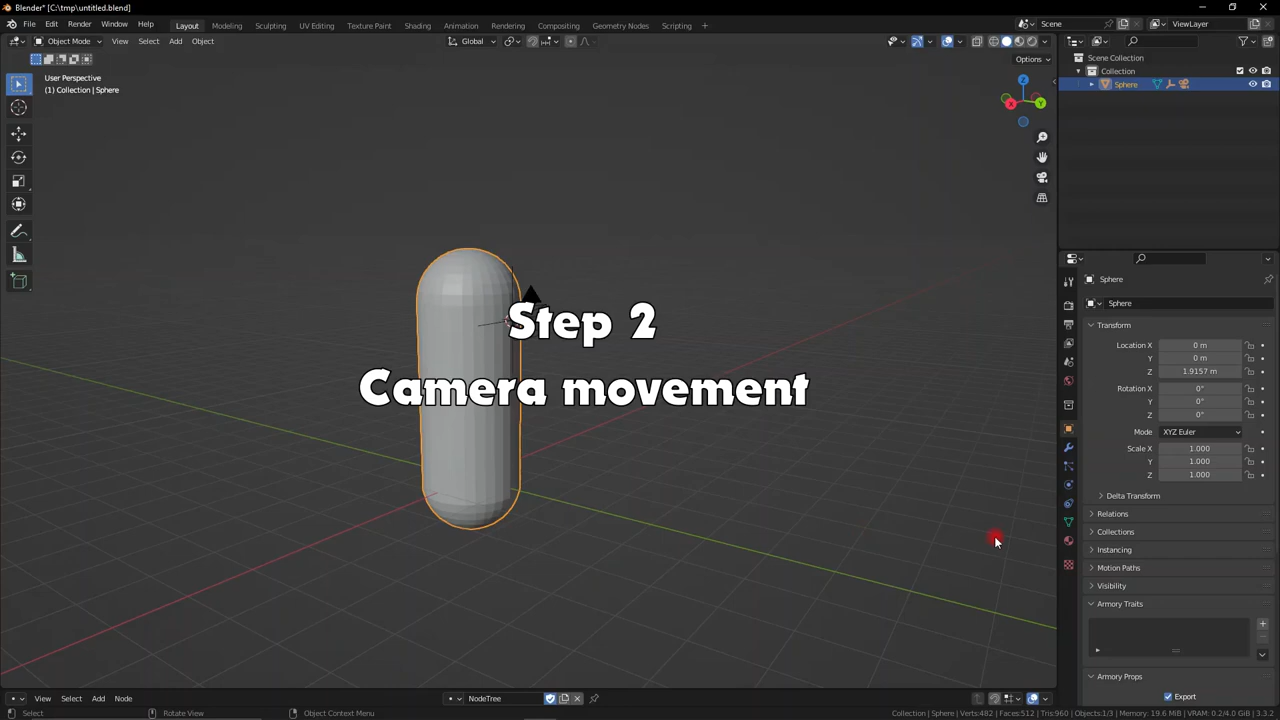 Blender* [C:\tmp\untitled.blend]
File Edit Render Window Help Layout Modeling Sculpting UV Editing Texture Paint Shading Animation Rendering Compositing Geometry Nodes Scripting + Scene ViewLayer
Object Mode View Select Add Object Global
Options
User Perspective
(1) Collection | Sphere
Scene Collection
Collection
Sphere
X
Y
Z
Step 2
Camera movement
Sphere
Sphere
Transform
Location X 0 m
Y 0 m
Z 1.9157 m
Rotation X 0°
Y 0°
Z 0°
Mode XYZ Euler
Scale X 1.000
Y 1.000
Z 1.000
Delta Transform
Relations
Collections
Instancing
Motion Paths
Visibility
Armory Traits
Armory Props
Export
View Select Add Node NodeTree
Select Rotate View Object Context Menu Collection | Sphere | Verts:482 | Faces:512 | Tris:960 | Objects:1/3 | Memory: 19.6 MiB | VRAM: 0.2/4.0 GiB | 3.3.2